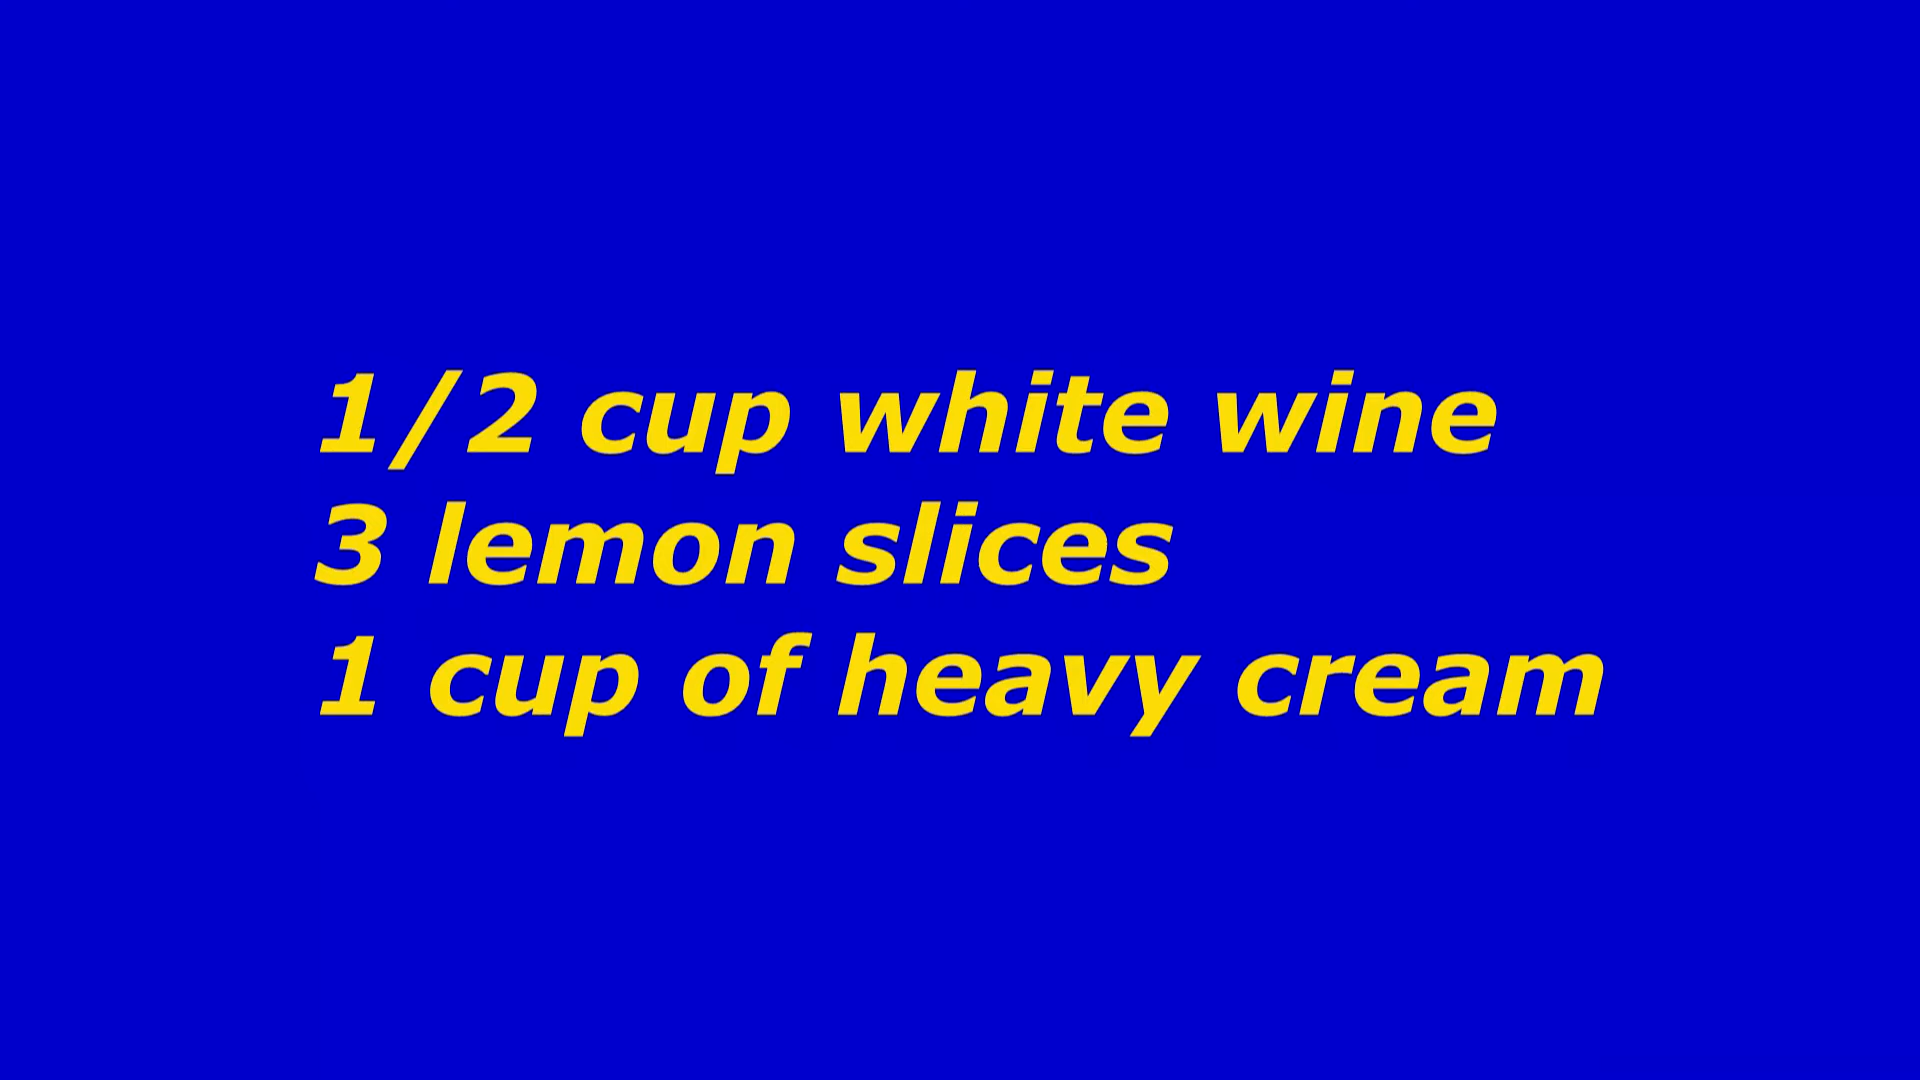 1/2 cup white wine
3 lemon slices
1 cup of heavy cream